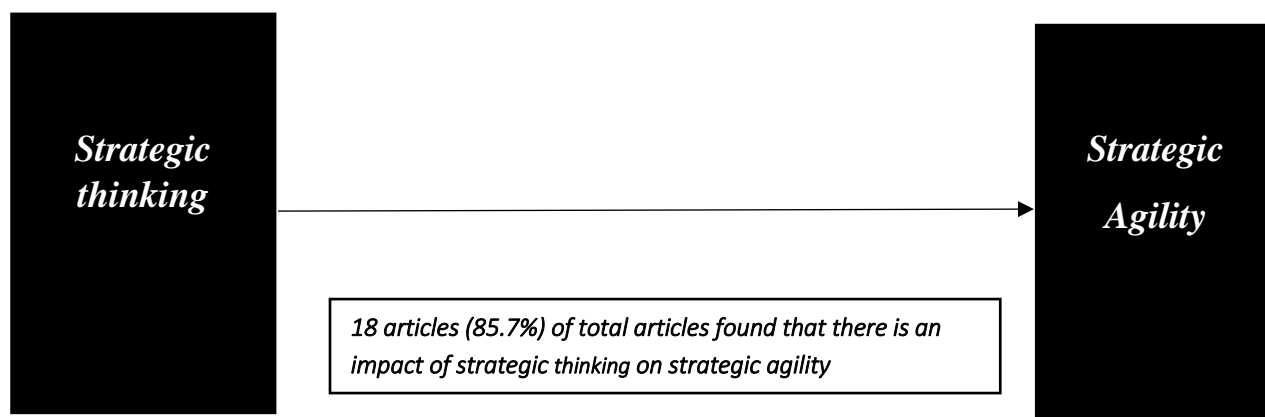 Strategic
thinking
Strategic
Agility
18 articles (85.7%) of total articles found that there is an
impact of strategic thinking on strategic agility